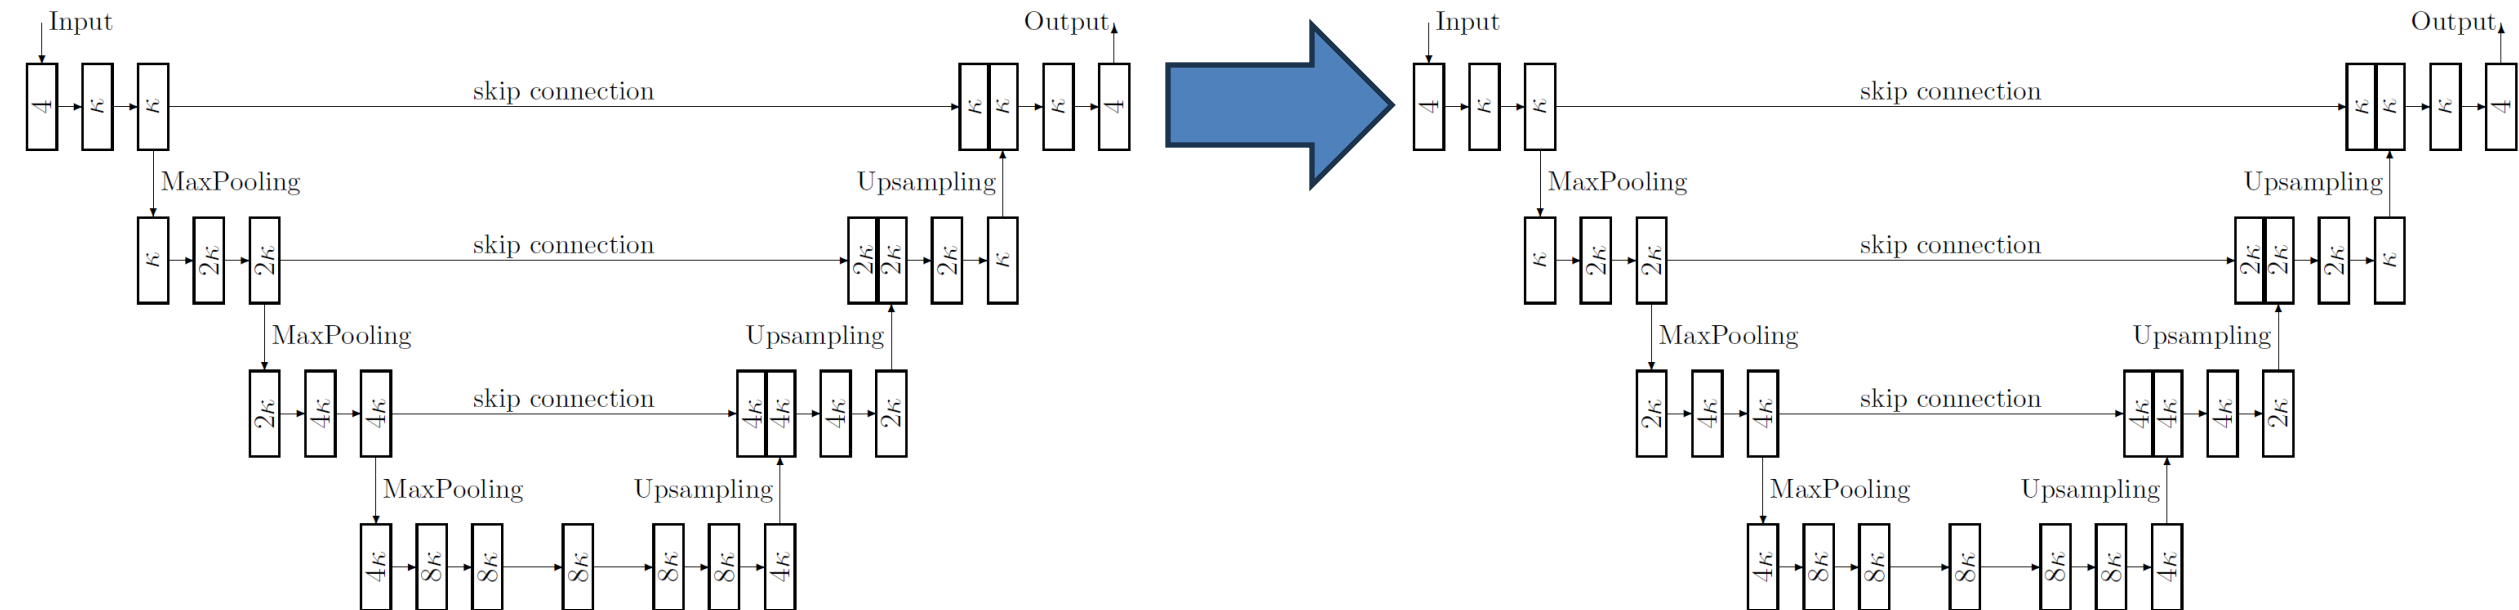 Input
Output
Input
Output
4 κ κ skip connection κ κ κ 4
4 κ κ skip connection κ κ κ 4
MaxPooling Upsampling
MaxPooling Upsampling
κ 2κ 2κ skip connection 2κ 2κ 2κ κ
κ 2κ 2κ skip connection 2κ 2κ 2κ κ
MaxPooling Upsampling
MaxPooling Upsampling
2κ 4κ 4κ skip connection 4κ 4κ 4κ 2κ
2κ 4κ 4κ skip connection 4κ 4κ 4κ 2κ
MaxPooling Upsampling
MaxPooling Upsampling
4κ 8κ 8κ 8κ 8κ 8κ 4κ
4κ 8κ 8κ 8κ 8κ 8κ 4κ